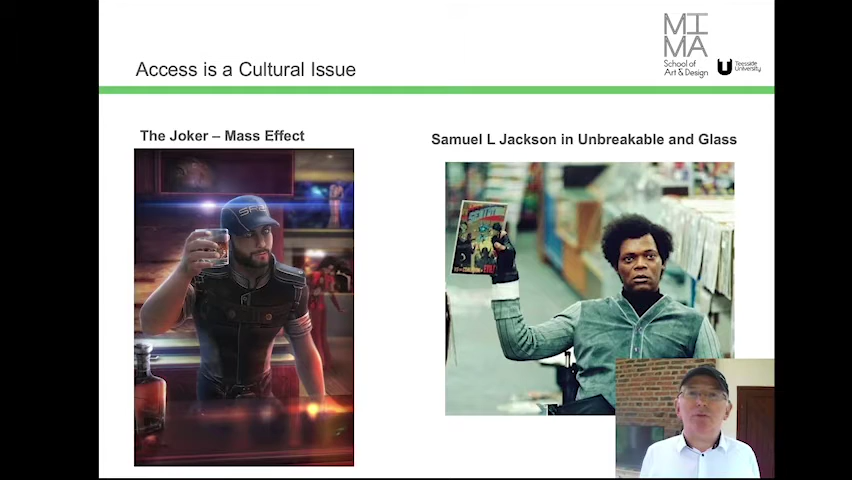 MI
MA
School of
Art & Design
Teesside
University
Access is a Cultural Issue
The Joker – Mass Effect
Samuel L Jackson in Unbreakable and Glass